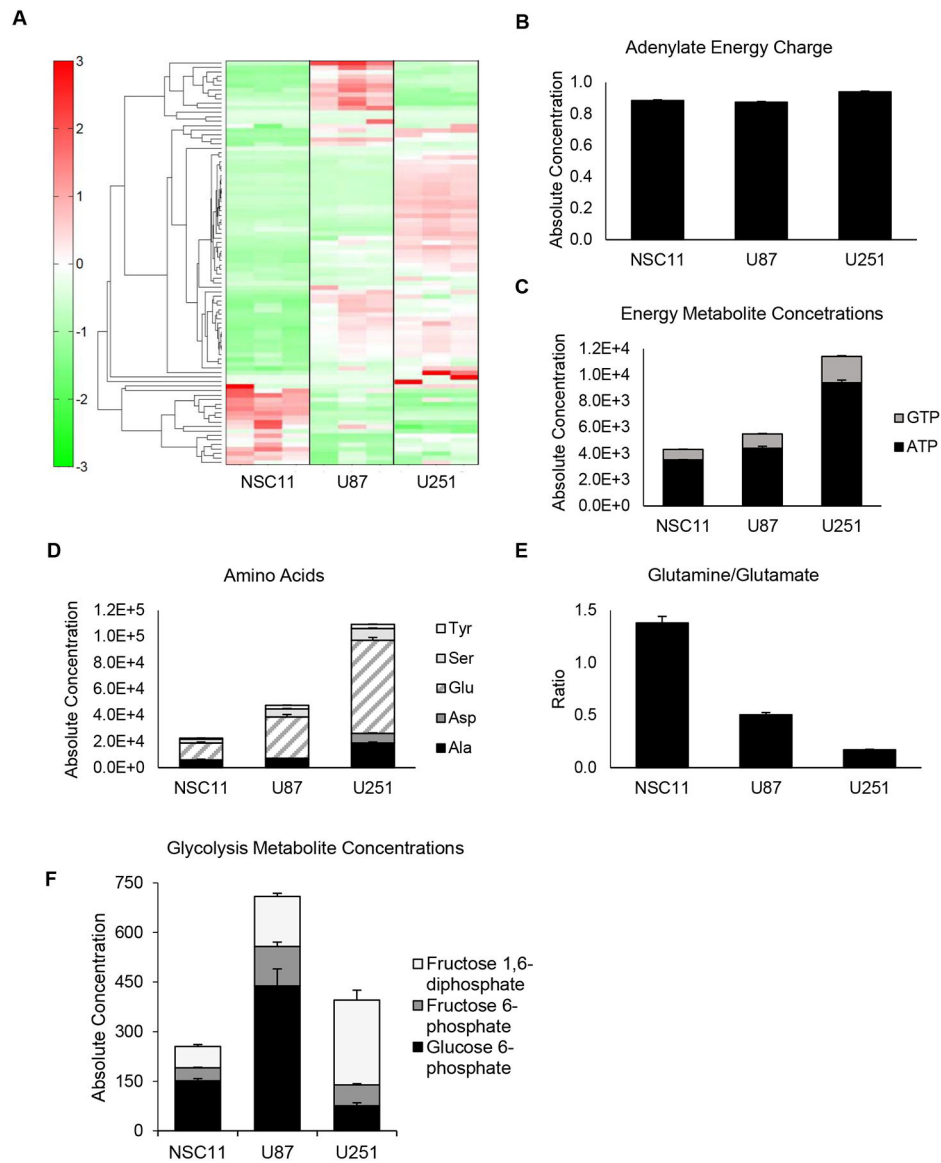 A
3
2
1
0
-1
-2
-3
NSC11
U87
U251
B
Adenylate Energy Charge
Absolute Concentration
1.0
0.8
0.6
0.4
0.2
0.0
NSC11
U87
U251
C
Energy Metabolite Concetrations
Absolute Concentration
1.2E+4
1.0E+4
8.0E+3
6.0E+3
4.0E+3
2.0E+3
0.0E+0
NSC11
U87
U251
GTP
ATP
D
Amino Acids
Absolute Concentration
1.2E+5
1.0E+5
8.0E+4
6.0E+4
4.0E+4
2.0E+4
0.0E+0
NSC11
U87
U251
Tyr
Ser
Glu
Asp
Ala
E
Glutamine/Glutamate
Ratio
1.5
1.0
0.5
0.0
NSC11
U87
U251
F
Glycolysis Metabolite Concentrations
Absolute Concentration
750
600
450
300
150
0
NSC11
U87
U251
Fructose 1,6-
diphosphate
Fructose 6-
phosphate
Glucose 6-
phosphate